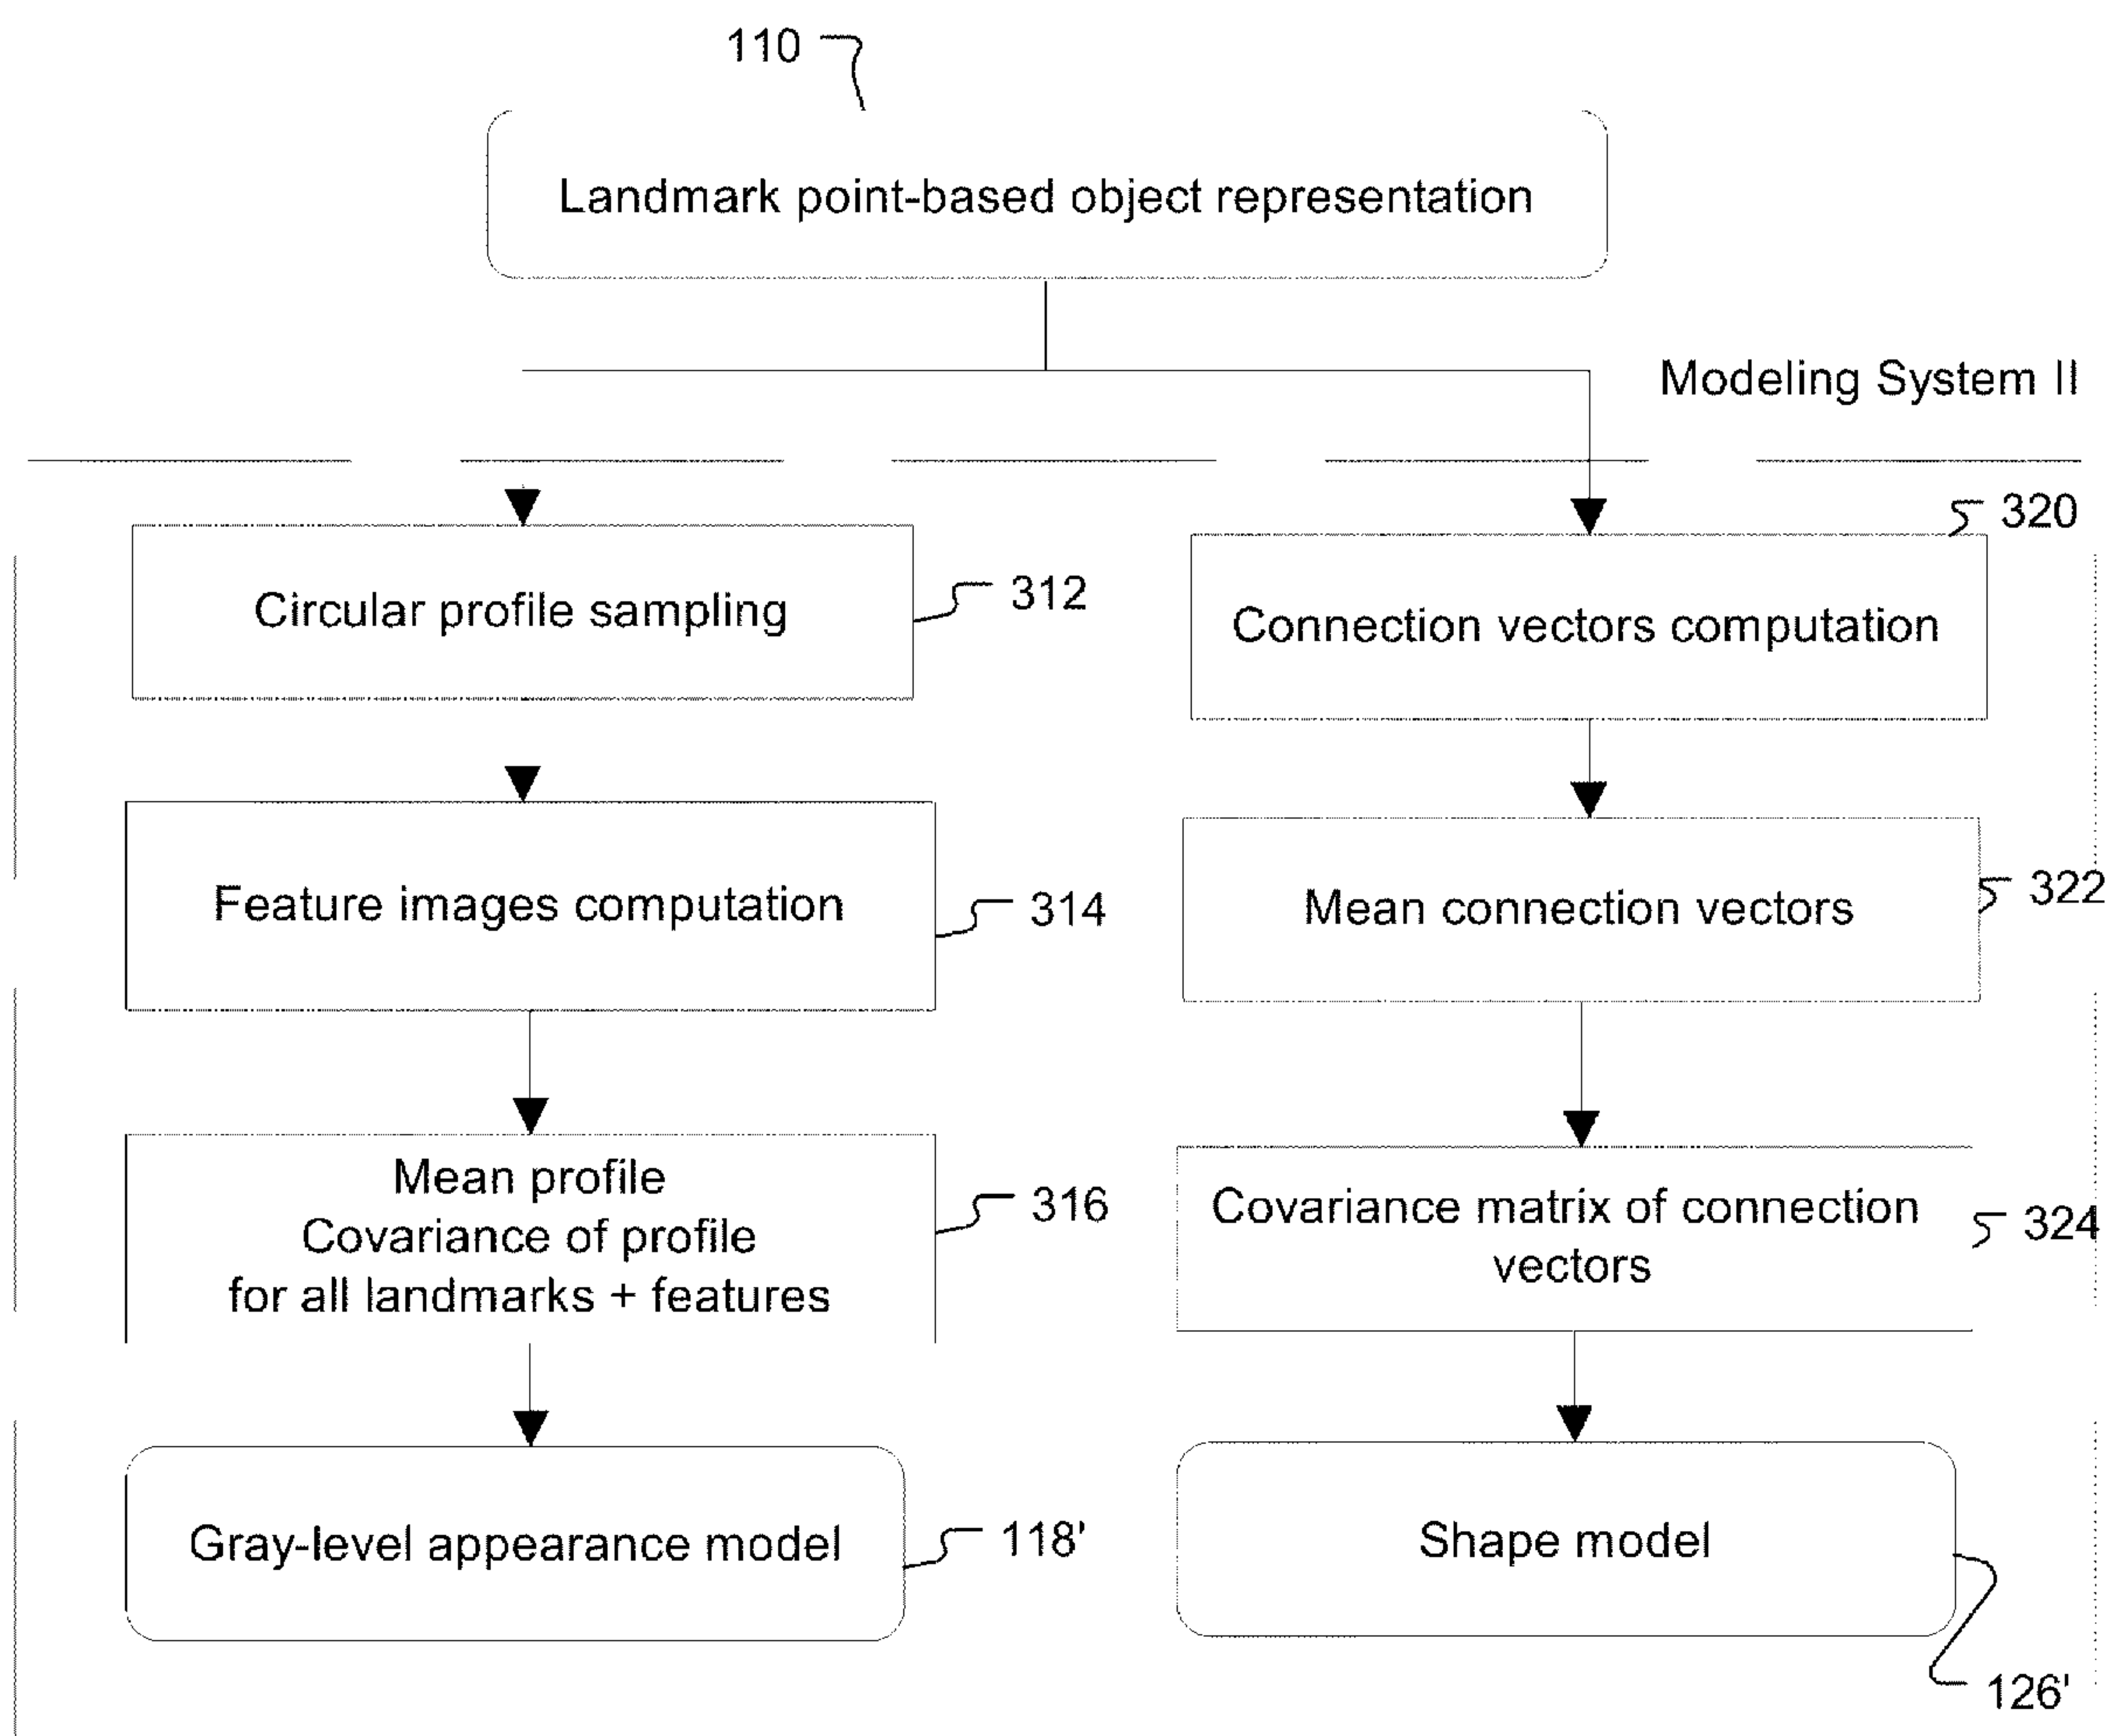 110
Landmark point-based object representation
Modeling System II
320
Circular profile sampling
312
Connection vectors computation
Feature images computation
314
Mean connection vectors
322
Mean profile
Covariance of profile
for all landmarks + features
316
Covariance matrix of connection
vectors
324
Gray-level appearance model
118'
Shape model
126'